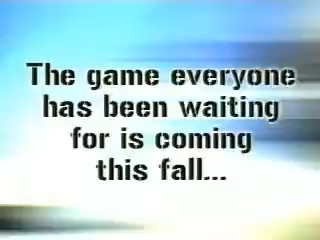 The game everyone
has been waiting
for is coming
this fall...